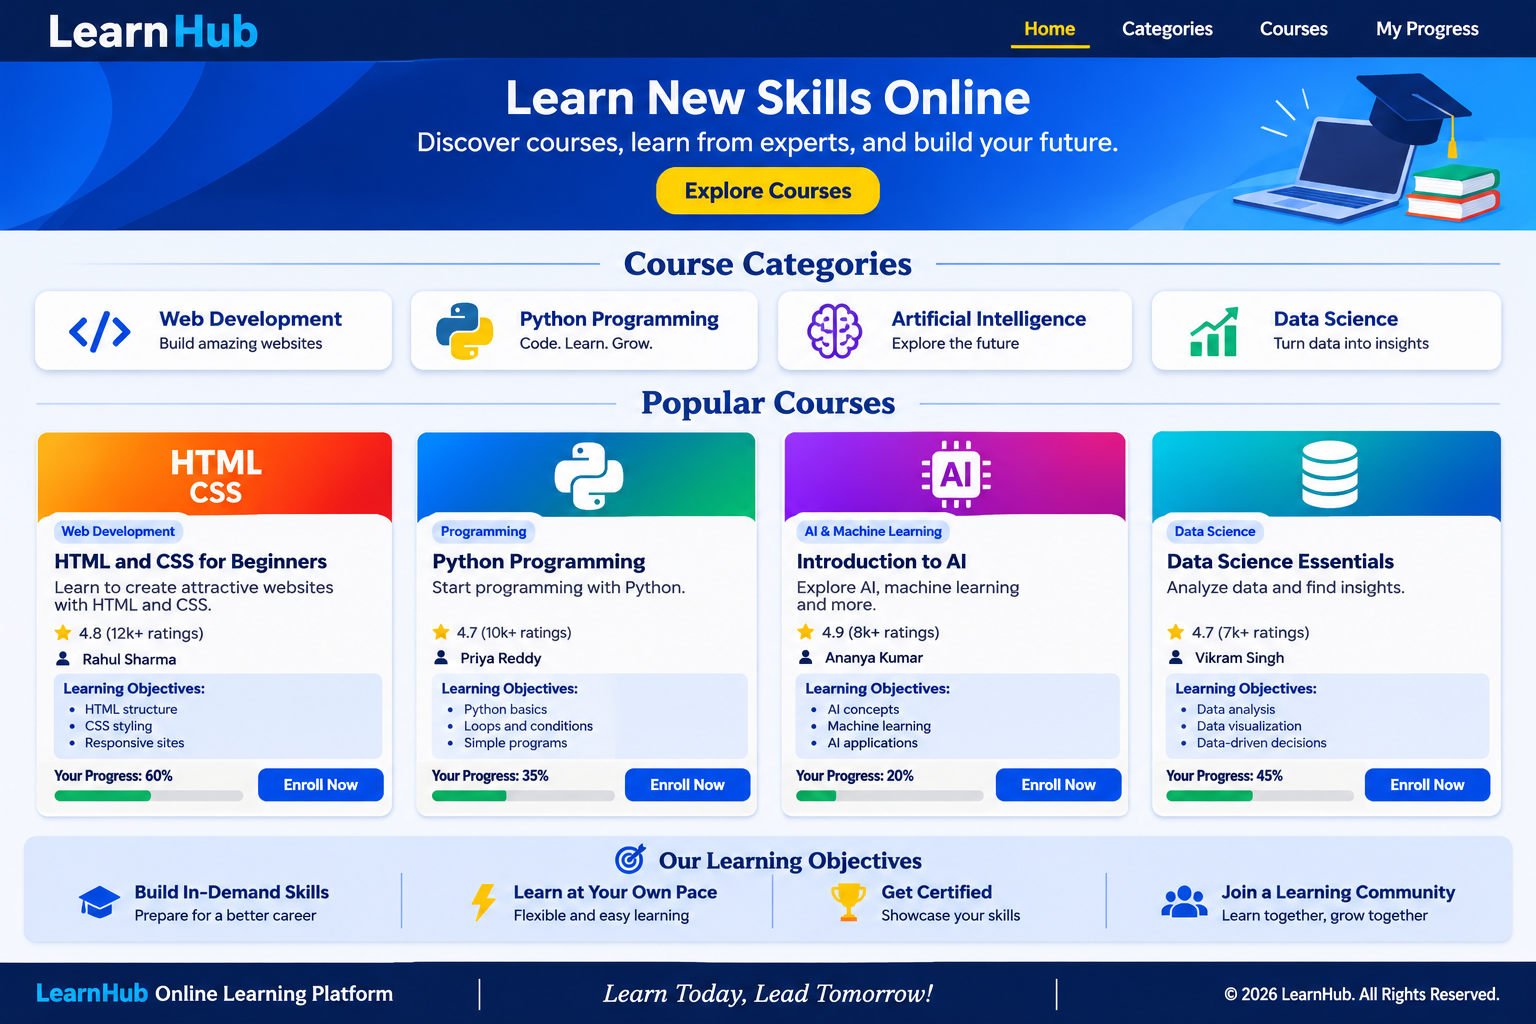 LearnHub
Home
Categories
Courses
My Progress
Learn New Skills Online
Discover courses, learn from experts, and build your future.
Explore Courses
Course Categories
</>
Web Development
Build amazing websites
Python Programming
Code. Learn. Grow.
Artificial Intelligence
Explore the future
Data Science
Turn data into insights
Popular Courses
HTML
CSS
Web Development
HTML and CSS for Beginners
Learn to create attractive websites
with HTML and CSS.
4.8 (12k+ ratings)
Rahul Sharma
Learning Objectives:
• HTML structure
• CSS styling
• Responsive sites
Your Progress: 60%
Enroll Now
Programming
Python Programming
Start programming with Python.
4.7 (10k+ ratings)
Priya Reddy
Learning Objectives:
• Python basics
• Loops and conditions
• Simple programs
Your Progress: 35%
Enroll Now
AI
AI & Machine Learning
Introduction to AI
Explore AI, machine learning
and more.
4.9 (8k+ ratings)
Ananya Kumar
Learning Objectives:
• AI concepts
• Machine learning
• AI applications
Your Progress: 20%
Enroll Now
Data Science
Data Science Essentials
Analyze data and find insights.
4.7 (7k+ ratings)
Vikram Singh
Learning Objectives:
• Data analysis
• Data visualization
• Data-driven decisions
Your Progress: 45%
Enroll Now
Our Learning Objectives
Build In-Demand Skills
Prepare for a better career
Learn at Your Own Pace
Flexible and easy learning
Get Certified
Showcase your skills
Join a Learning Community
Learn together, grow together
LearnHub Online Learning Platform
Learn Today, Lead Tomorrow!
© 2026 LearnHub. All Rights Reserved.